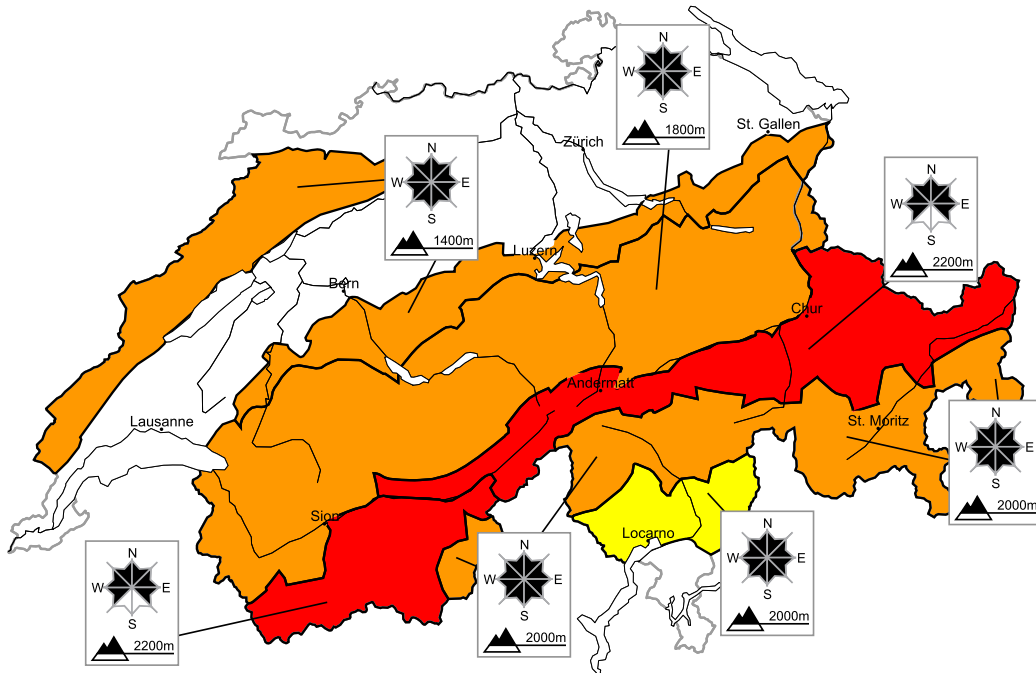 N
W E
S
1800m
St. Gallen
Zürich
N
W E
S
1400m
N
W E
S
2200m
Luzern
Bern
Chur
Andermatt
St. Moritz
Lausanne
N
W E
S
2000m
Sion
Locarno
N
W E
S
2200m
N
W E
S
2000m
N
W E
S
2000m